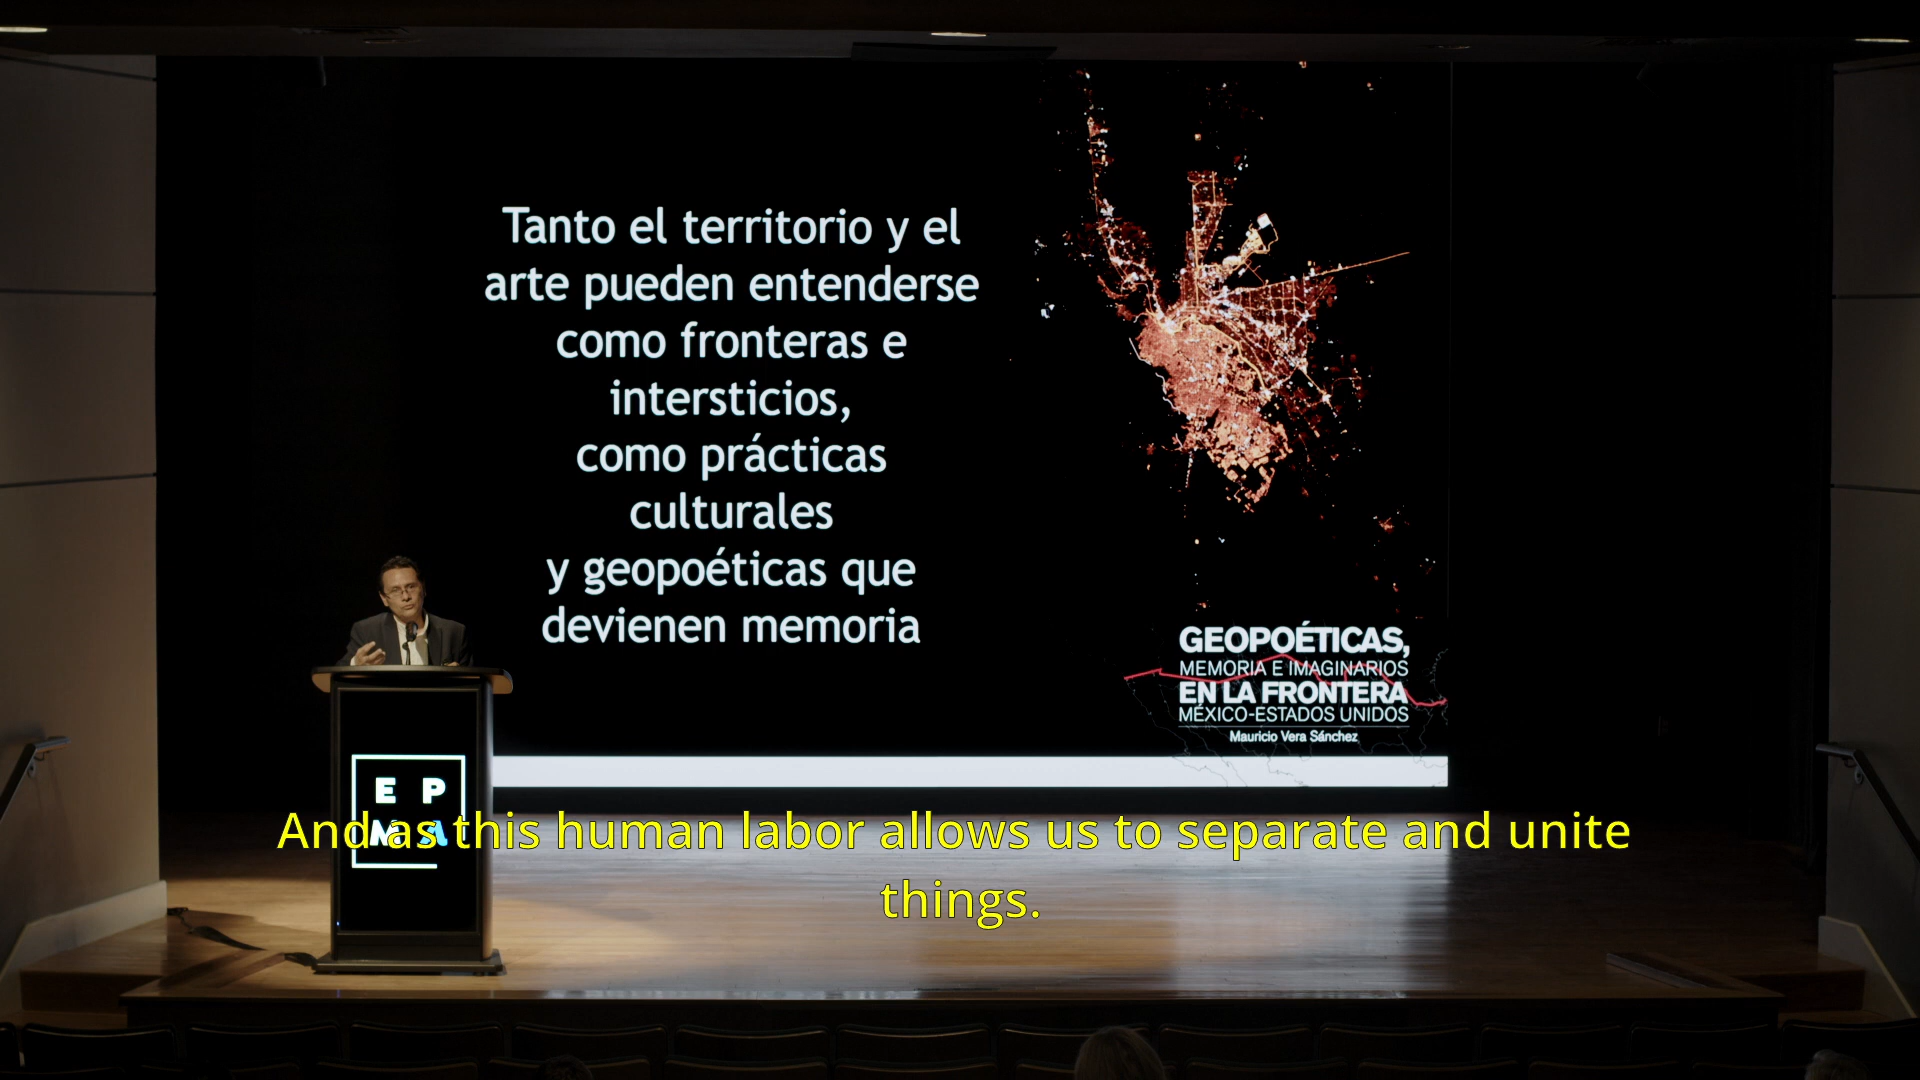 Tanto el territorio y el
arte pueden entenderse
como fronteras e
intersticios,
como prácticas
culturales
y geopoéticas que
devienen memoria
GEOPOÉTICAS,
MEMORIA E IMAGINARIOS
EN LA FRONTERA
MÉXICO-ESTADOS UNIDOS
Mauricio Vera Sánchez
E P
M A
And as this human labor allows us to separate and unite
things.